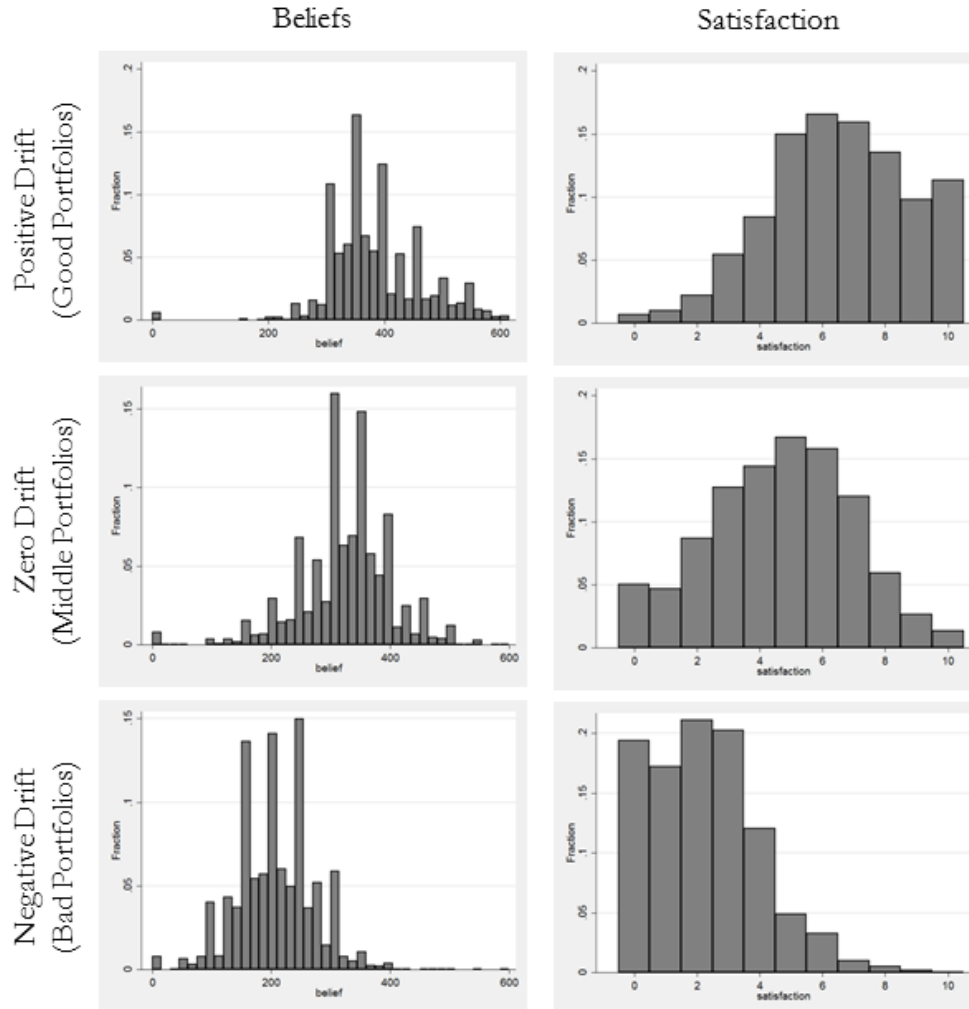 Beliefs
Satisfaction
Positive Drift
(Good Portfolios)
Fraction
0
.05
.1
.15
.2
0
200
400
600
belief
Fraction
0
.05
.1
.15
.2
0
2
4
6
8
10
satisfaction
Zero Drift
(Middle Portfolios)
Fraction
0
.05
.1
.15
0
200
400
600
belief
Fraction
0
.05
.1
.15
.2
0
2
4
6
8
10
satisfaction
Negative Drift
(Bad Portfolios)
Fraction
0
.05
.1
.15
0
200
400
600
belief
Fraction
0
.05
.1
.15
.2
0
2
4
6
8
10
satisfaction